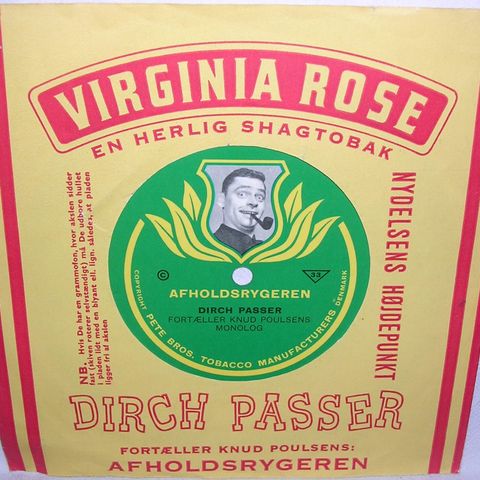 VIRGINIA ROSE
EN HERLIG SHAGTOBAK
NYDELSENS HØJDEPUNKT
©
33
AFHOLDSRYGEREN
DIRCH PASSER
FORTÆLLER KNUD POULSENS
MONOLOG
COPYRIGHT PETE BROS. TOBACCO MANUFACTURERS DENMARK
NB. Hvis De har en grammofon, hvor akslen sidder
fast (skiven roterer selvstændigt) må De udbore hullet
i pladen lidt med en blyant ell. lign. således, at pladen
ligger fri af akslen
DIRCH PASSER
FORTÆLLER KNUD POULSENS:
AFHOLDSRYGEREN